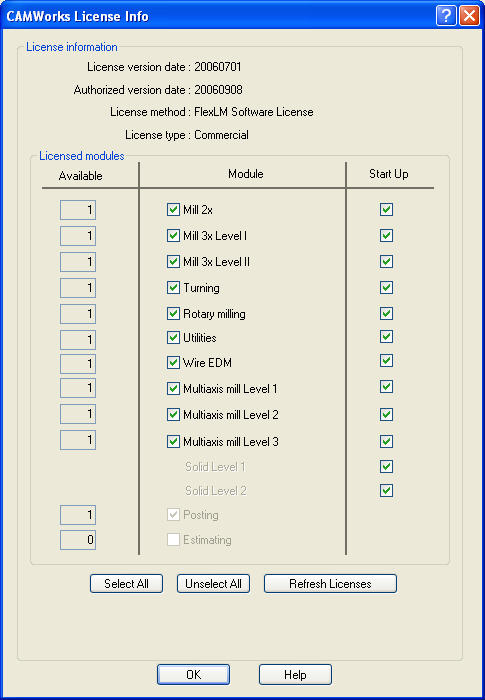 CAMWorks License Info
License information
License version date : 20060701
Authorized version date : 20060908
License method : FlexLM Software License
License type : Commercial
Licensed modules
Available Module Start Up
1 Mill 2x
1 Mill 3x Level I
1 Mill 3x Level II
1 Turning
1 Rotary milling
1 Utilities
1 Wire EDM
1 Multiaxis mill Level 1
1 Multiaxis mill Level 2
1 Multiaxis mill Level 3
Solid Level 1
Solid Level 2
1 Posting
0 Estimating
Select All Unselect All Refresh Licenses
OK Help